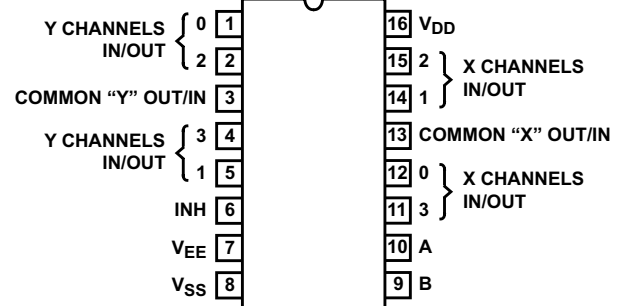 Y CHANNELS
IN/OUT
0 1
2 2
COMMON “Y” OUT/IN 3
Y CHANNELS
IN/OUT
3 4
1 5
INH 6
VEE 7
VSS 8
16 VDD
15 2
14 1
X CHANNELS
IN/OUT
13 COMMON “X” OUT/IN
12 0
11 3
X CHANNELS
IN/OUT
10 A
9 B